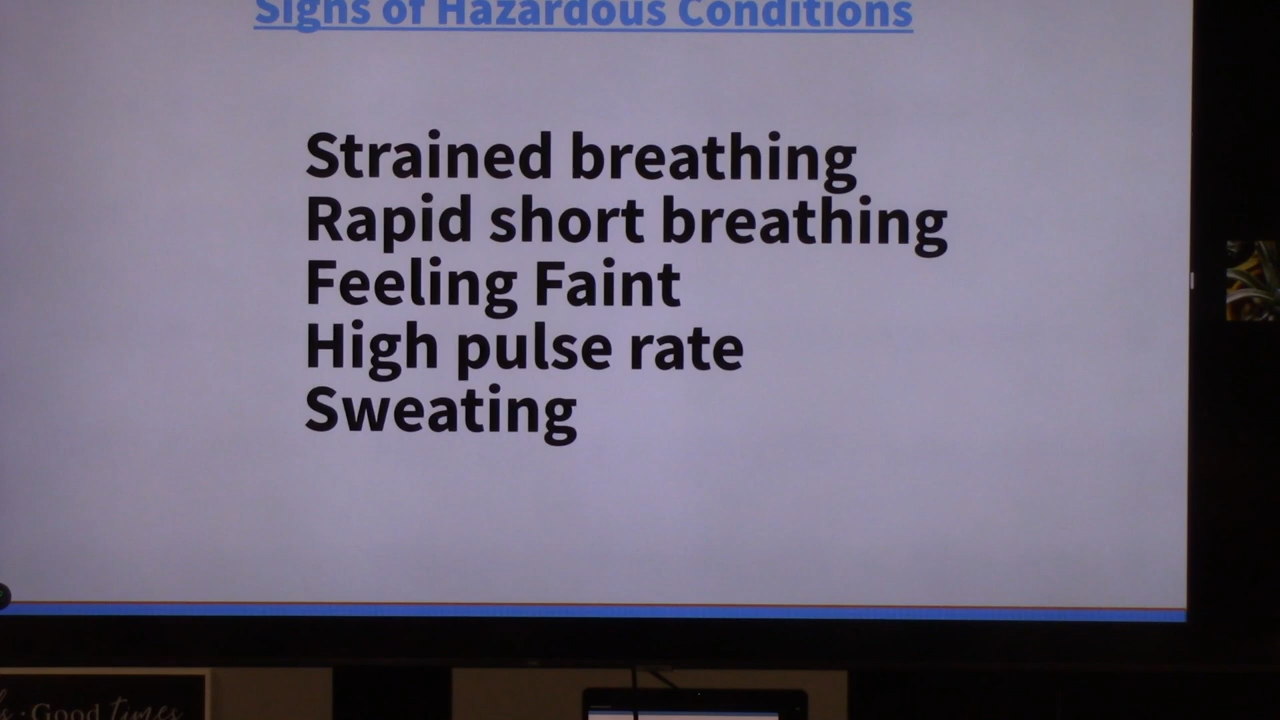 Signs of Hazardous Conditions
Strained breathing
Rapid short breathing
Feeling Faint
High pulse rate
Sweating
Good times